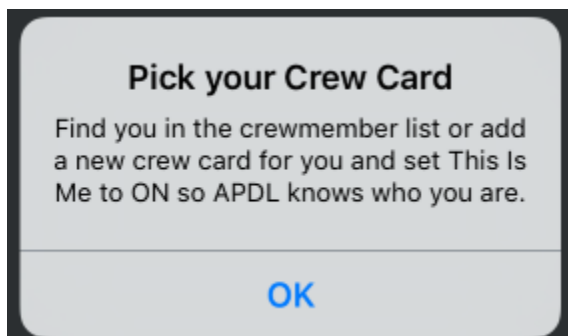 Pick your Crew Card
Find you in the crewmember list or add
a new crew card for you and set This Is
Me to ON so APDL knows who you are.
OK